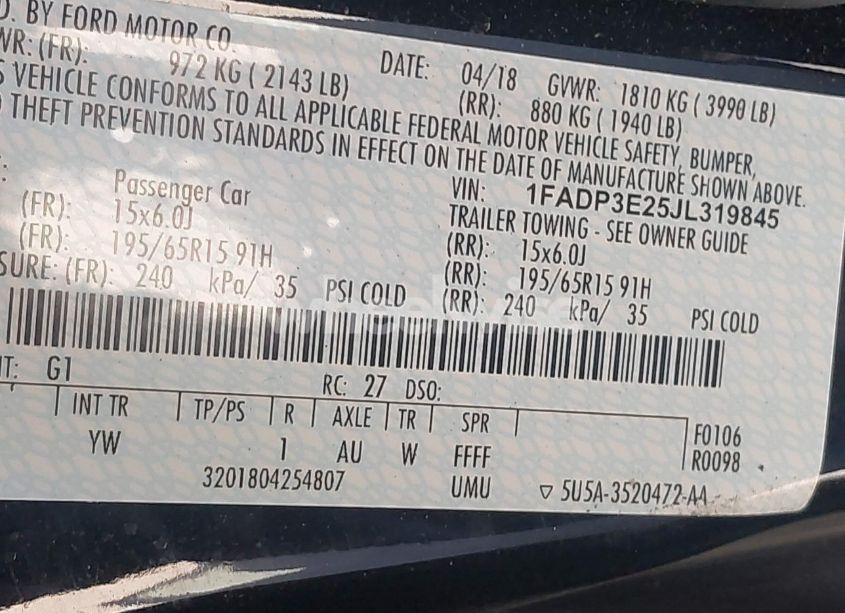 D. BY FORD MOTOR CO.
DATE: 04/18 GVWR: 1810 KG ( 3990 LB)
WR: (FR): 972 KG ( 2143 LB) (RR): 880 KG ( 1940 LB)
S VEHICLE CONFORMS TO ALL APPLICABLE FEDERAL MOTOR VEHICLE SAFETY, BUMPER,
THEFT PREVENTION STANDARDS IN EFFECT ON THE DATE OF MANUFACTURE SHOWN ABOVE.
VIN: 1FADP3E25JL319845
Passenger Car TRAILER TOWING - SEE OWNER GUIDE
(FR): 15x6.0J (RR): 15x6.0J
(FR): 195/65R15 91H (RR): 195/65R15 91H
SURE: (FR): 240 kPa/ 35 PSI COLD (RR): 240 kPa/ 35 PSI COLD
NT: G1 RC: 27 DSO:
INT TR TP/PS R AXLE TR SPR
YW 1 AU W FFFF
F0106
R0098
3201804254807 UMU ▽ 5U5A-3520472-AA